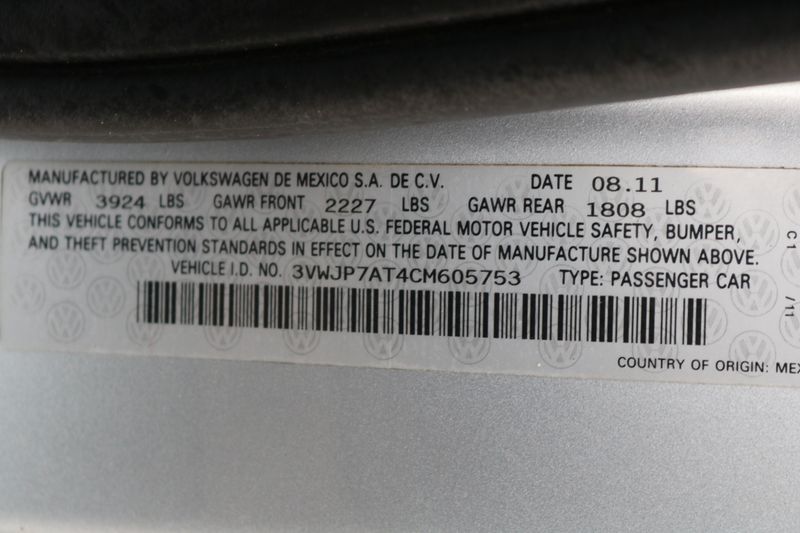 MANUFACTURED BY VOLKSWAGEN DE MEXICO S.A. DE C.V. DATE 08.11
GVWR 3924 LBS GAWR FRONT 2227 LBS GAWR REAR 1808 LBS
THIS VEHICLE CONFORMS TO ALL APPLICABLE U.S. FEDERAL MOTOR VEHICLE SAFETY, BUMPER,
AND THEFT PREVENTION STANDARDS IN EFFECT ON THE DATE OF MANUFACTURE SHOWN ABOVE.
VEHICLE I.D. NO. 3VWJP7AT4CM605753 TYPE: PASSENGER CAR
COUNTRY OF ORIGIN: MEX
C1 /11